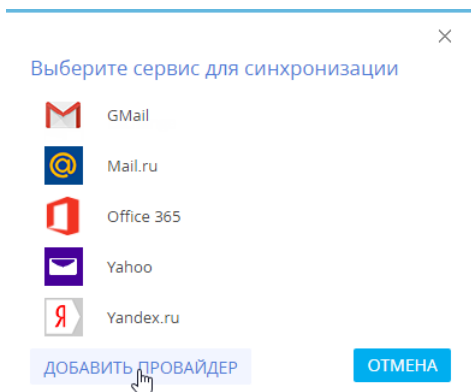 Выберите сервис для синхронизации
GMail
Mail.ru
Office 365
Yahoo
Yandex.ru
ДОБАВИТЬ ПРОВАЙДЕР
ОТМЕНА